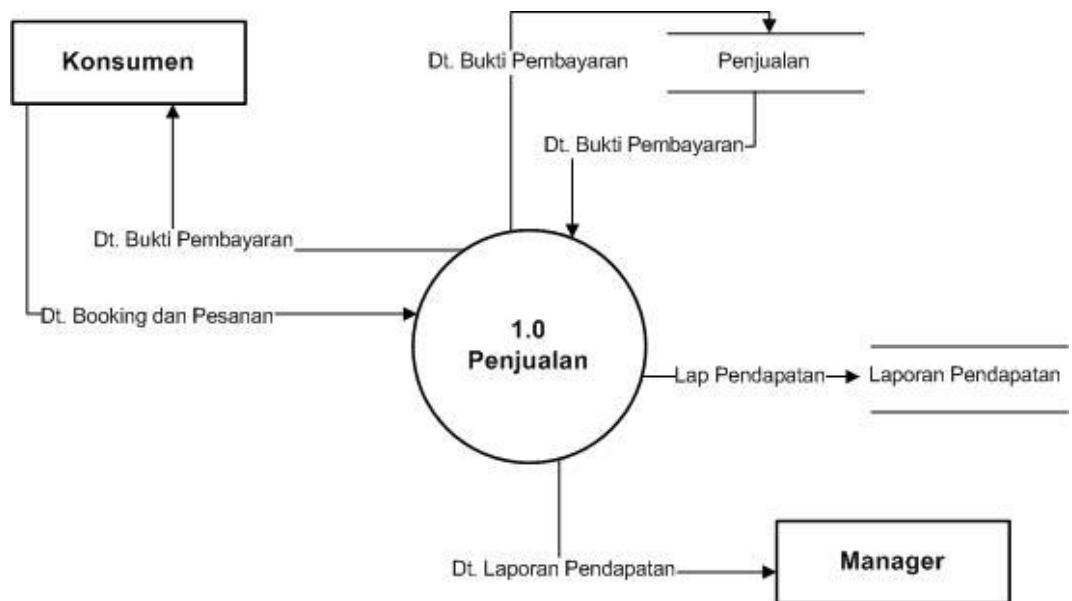 Konsumen
Dt. Bukti Pembayaran
Penjualan
Dt. Bukti Pembayaran
Dt. Bukti Pembayaran
Dt. Booking dan Pesanan
1.0
Penjualan
Lap Pendapatan
Laporan Pendapatan
Dt. Laporan Pendapatan
Manager